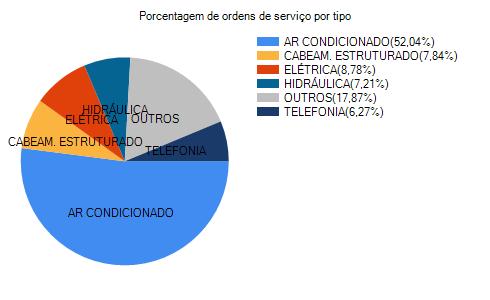 Porcentagem de ordens de serviço por tipo
AR CONDICIONADO(52,04%)
CABEAM. ESTRUTURADO(7,84%)
ELÉTRICA(8,78%)
HIDRÁULICA(7,21%)
OUTROS(17,87%)
TELEFONIA(6,27%)
HIDRÁULICA
ELÉTRICA
OUTROS
CABEAM. ESTRUTURADO
TELEFONIA
AR CONDICIONADO